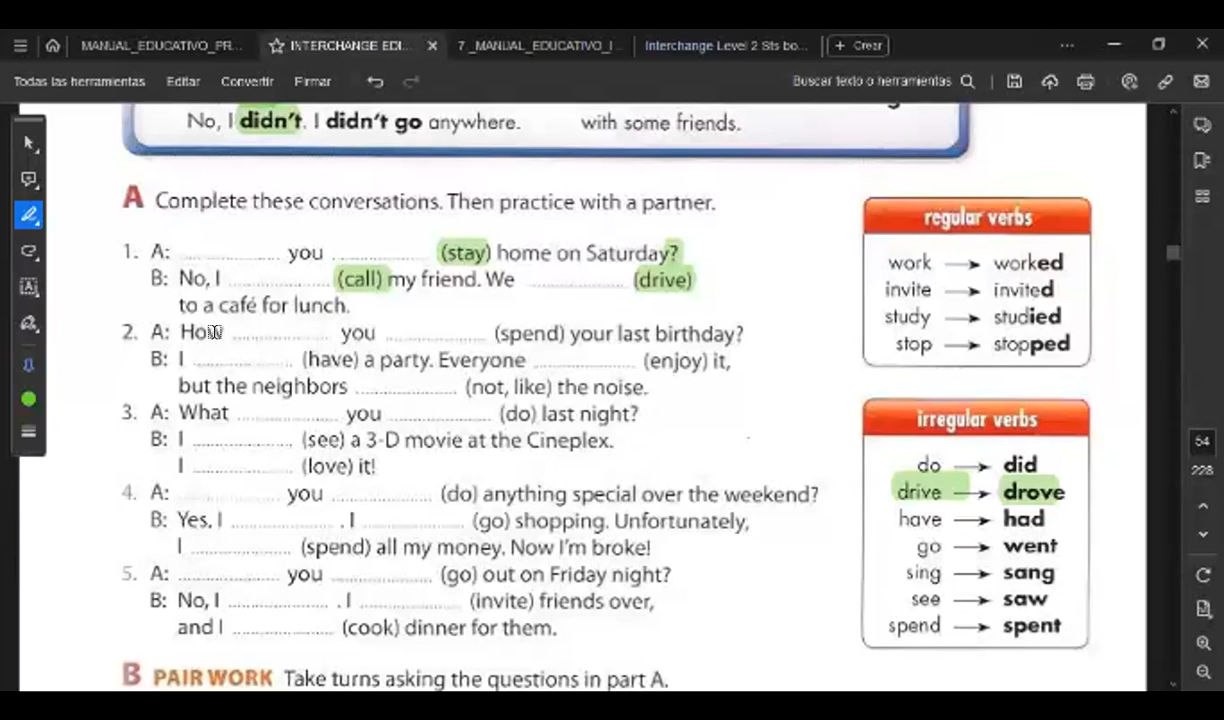 MANUAL_EDUCATIVO_PR...
INTERCHANGE EDI...
7 _MANUAL_EDUCATIVO_I...
Interchange Level 2 Sts bo...
+ Crear
Todas las herramientas
Editar
Convertir
Firmar
Buscar texto o herramientas
No, I didn't. I didn't go anywhere.
with some friends.
A Complete these conversations. Then practice with a partner.
1. A: ............ you ............ (stay) home on Saturday?
B: No, I ............ (call) my friend. We ............ (drive)
to a café for lunch.
2. A: How ............ you ............ (spend) your last birthday?
B: I ............ (have) a party. Everyone ............ (enjoy) it,
but the neighbors ............ (not, like) the noise.
3. A: What ............ you ............ (do) last night?
B: I ............ (see) a 3-D movie at the Cineplex.
I ............ (love) it!
4. A: ............ you ............ (do) anything special over the weekend?
B: Yes, I ............ . I ............ (go) shopping. Unfortunately,
I ............ (spend) all my money. Now I'm broke!
5. A: ............ you ............ (go) out on Friday night?
B: No, I ............ . I ............ (invite) friends over,
and I ............ (cook) dinner for them.
B PAIR WORK Take turns asking the questions in part A.
regular verbs
work → worked
invite → invited
study → studied
stop → stopped
irregular verbs
do → did
drive → drove
have → had
go → went
sing → sang
see → saw
spend → spent
54
228